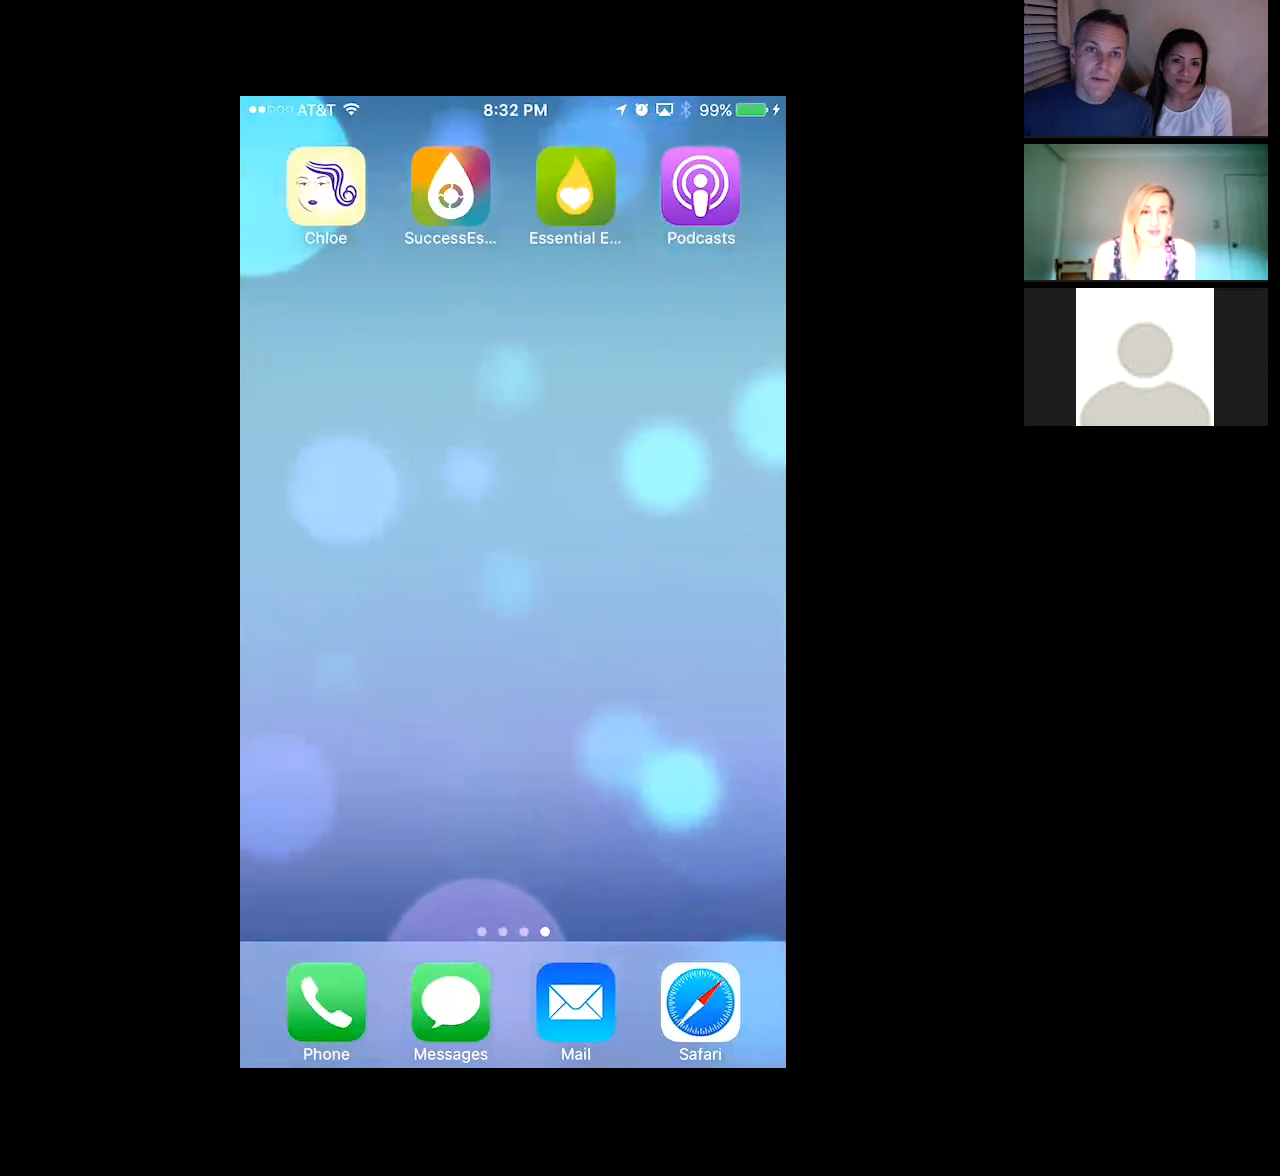 AT&T 8:32 PM 99%
Chloe SuccessEs... Essential E... Podcasts
Phone Messages Mail Safari